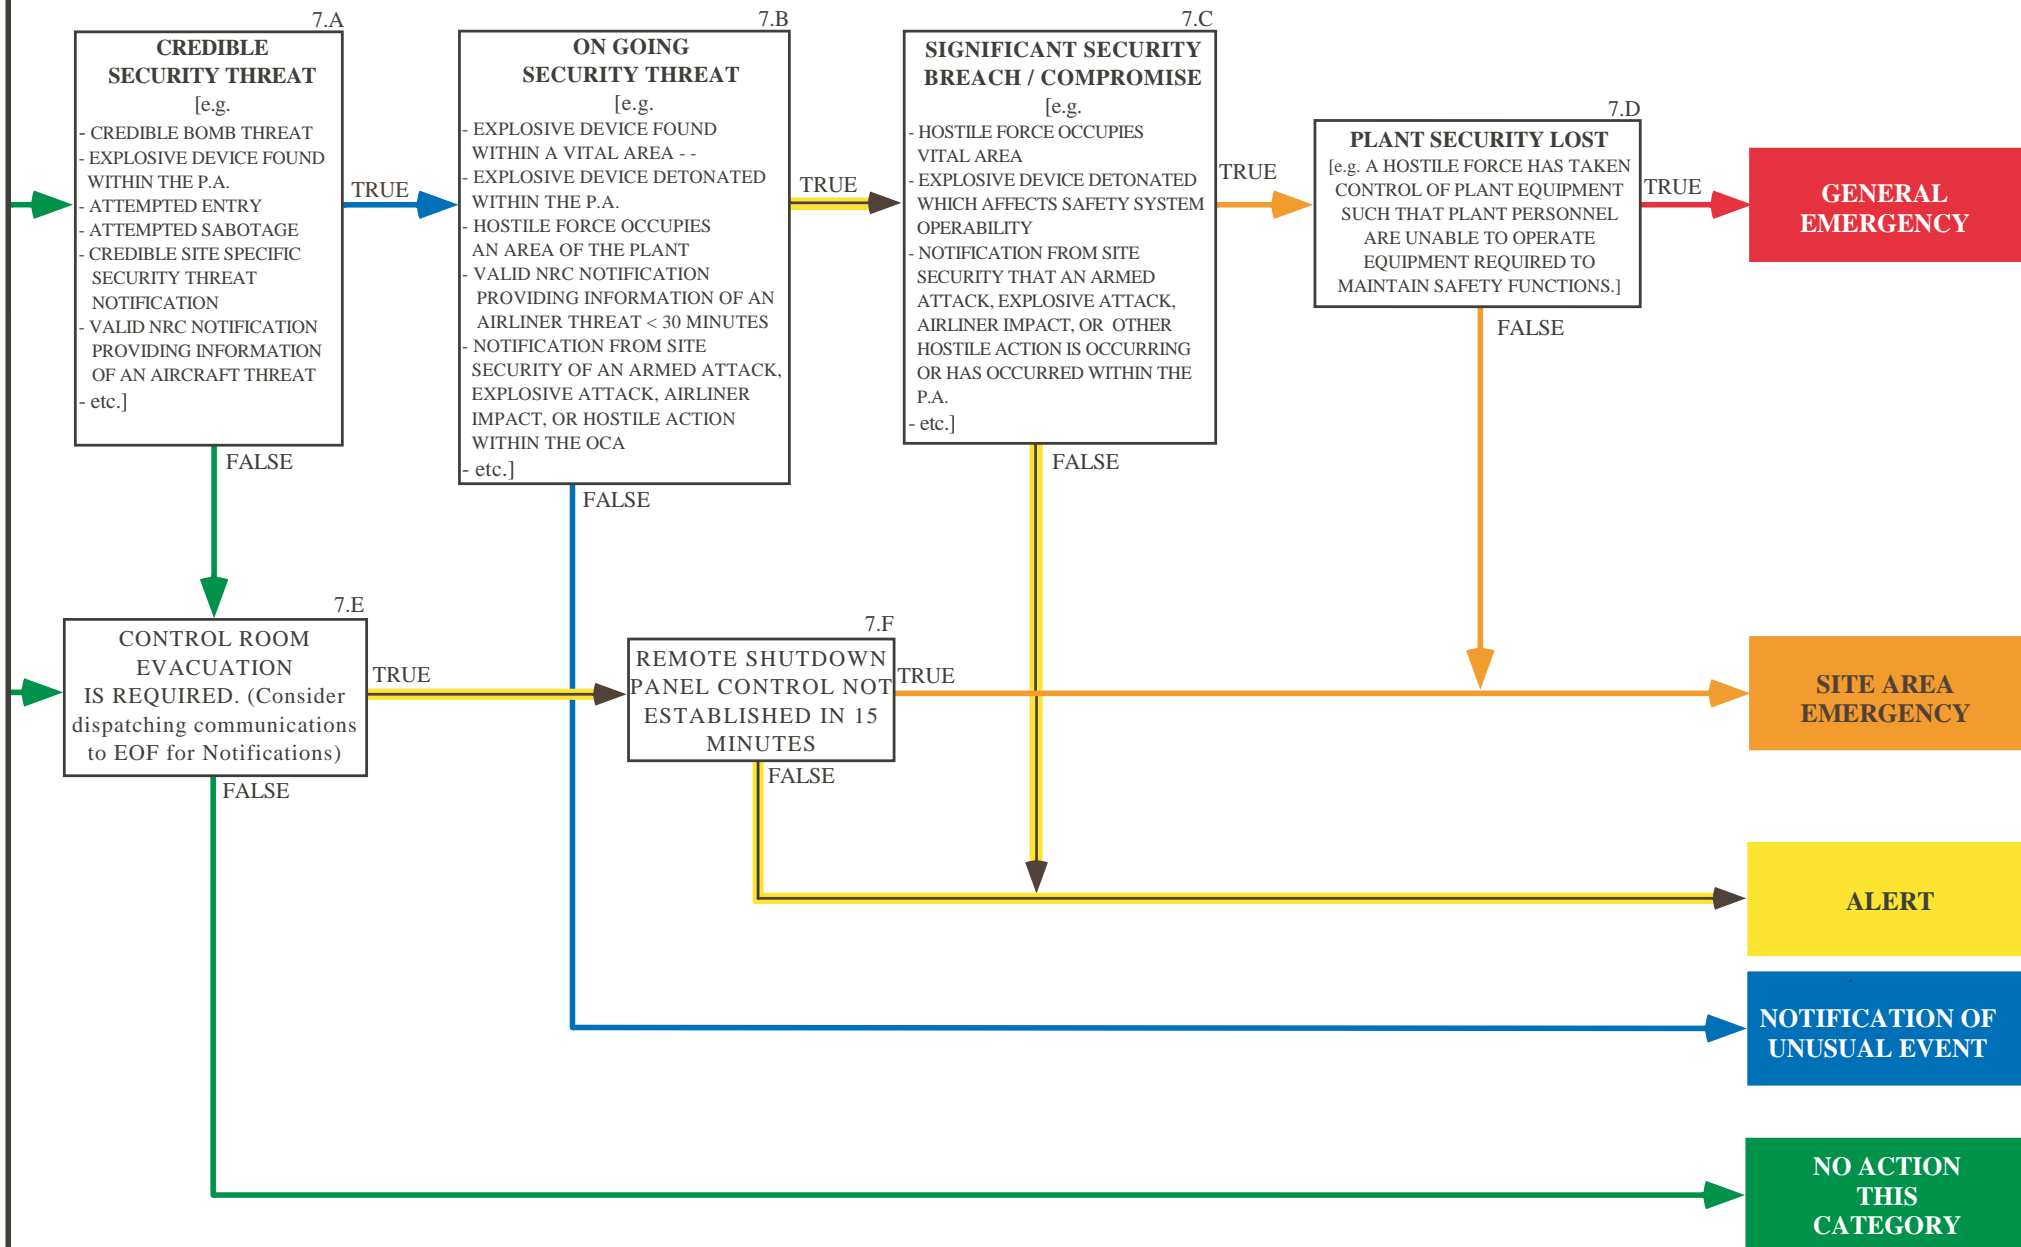 7.A
CREDIBLE
SECURITY THREAT
[e.g.
- CREDIBLE BOMB THREAT
- EXPLOSIVE DEVICE FOUND
WITHIN THE P.A.
- ATTEMPTED ENTRY
- ATTEMPTED SABOTAGE
- CREDIBLE SITE SPECIFIC
SECURITY THREAT
NOTIFICATION
- VALID NRC NOTIFICATION
PROVIDING INFORMATION
OF AN AIRCRAFT THREAT
- etc.]
TRUE
FALSE
7.B
ON GOING
SECURITY THREAT
[e.g.
- EXPLOSIVE DEVICE FOUND
WITHIN A VITAL AREA - -
- EXPLOSIVE DEVICE DETONATED
WITHIN THE P.A.
- HOSTILE FORCE OCCUPIES
AN AREA OF THE PLANT
- VALID NRC NOTIFICATION
PROVIDING INFORMATION OF AN
AIRLINER THREAT < 30 MINUTES
- NOTIFICATION FROM SITE
SECURITY OF AN ARMED ATTACK,
EXPLOSIVE ATTACK, AIRLINER
IMPACT, OR HOSTILE ACTION
WITHIN THE OCA
- etc.]
TRUE
FALSE
7.C
SIGNIFICANT SECURITY
BREACH / COMPROMISE
[e.g.
- HOSTILE FORCE OCCUPIES
VITAL AREA
- EXPLOSIVE DEVICE DETONATED
WHICH AFFECTS SAFETY SYSTEM
OPERABILITY
- NOTIFICATION FROM SITE
SECURITY THAT AN ARMED
ATTACK, EXPLOSIVE ATTACK,
AIRLINER IMPACT, OR OTHER
HOSTILE ACTION IS OCCURRING
OR HAS OCCURRED WITHIN THE
P.A.
- etc.]
TRUE
FALSE
7.D
PLANT SECURITY LOST
[e.g. A HOSTILE FORCE HAS TAKEN
CONTROL OF PLANT EQUIPMENT
SUCH THAT PLANT PERSONNEL
ARE UNABLE TO OPERATE
EQUIPMENT REQUIRED TO
MAINTAIN SAFETY FUNCTIONS.]
TRUE
FALSE
GENERAL
EMERGENCY
7.E
CONTROL ROOM
EVACUATION
IS REQUIRED. (Consider
dispatching communications
to EOF for Notifications)
TRUE
FALSE
7.F
REMOTE SHUTDOWN
PANEL CONTROL NOT
ESTABLISHED IN 15
MINUTES
TRUE
FALSE
SITE AREA
EMERGENCY
ALERT
NOTIFICATION OF
UNUSUAL EVENT
NO ACTION
THIS
CATEGORY